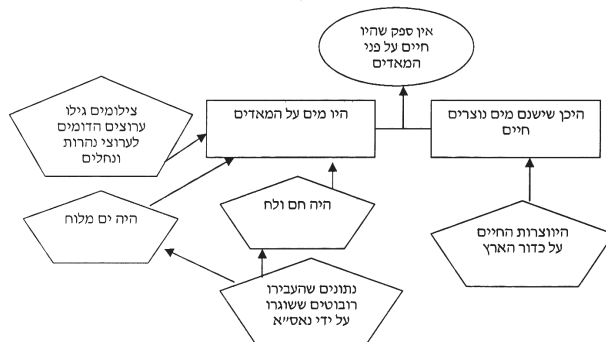 אין ספק שהיו
חיים על פני
המאדים
היכן שישנם מים נוצרים
חיים
היו מים על המאדים
צילומים גילו
ערוצים הדומים
לערוצי נהרות
ונחלים
היווצרות החיים
על כדור הארץ
היה חם ולח
היה ים מלוח
נתונים שהעבירו
רובוטים ששוגרו
על ידי נאס״א